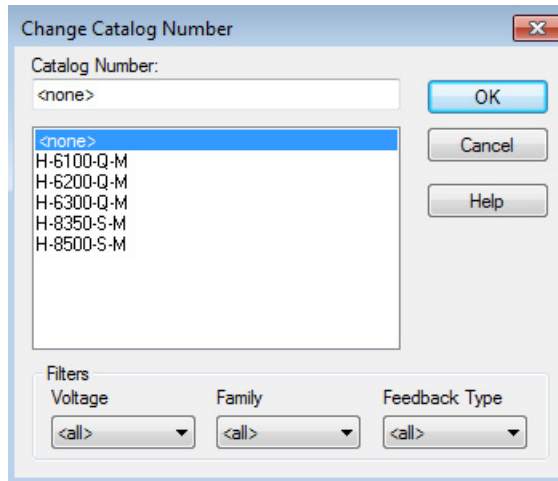 Change Catalog Number
Catalog Number:
<none>
OK
<none>
H-6100-Q-M
H-6200-Q-M
H-6300-Q-M
H-8350-S-M
H-8500-S-M
Cancel
Help
Filters
Voltage Family Feedback Type
<all> <all> <all>